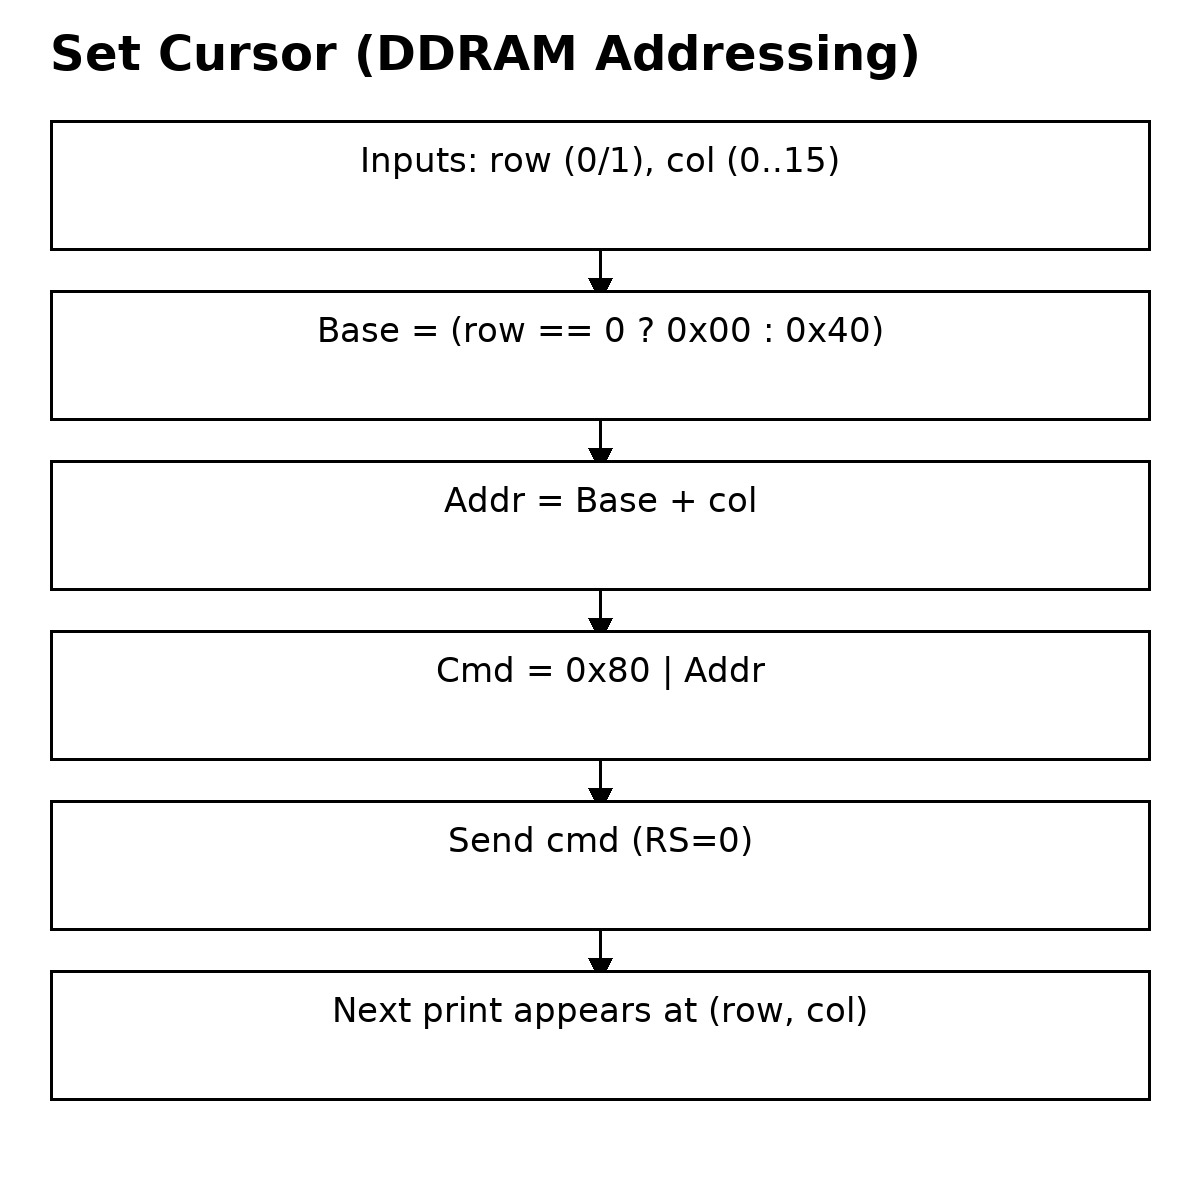 Set Cursor (DDRAM Addressing)
Inputs: row (0/1), col (0..15)
Base = (row == 0 ? 0x00 : 0x40)
Addr = Base + col
Cmd = 0x80 | Addr
Send cmd (RS=0)
Next print appears at (row, col)